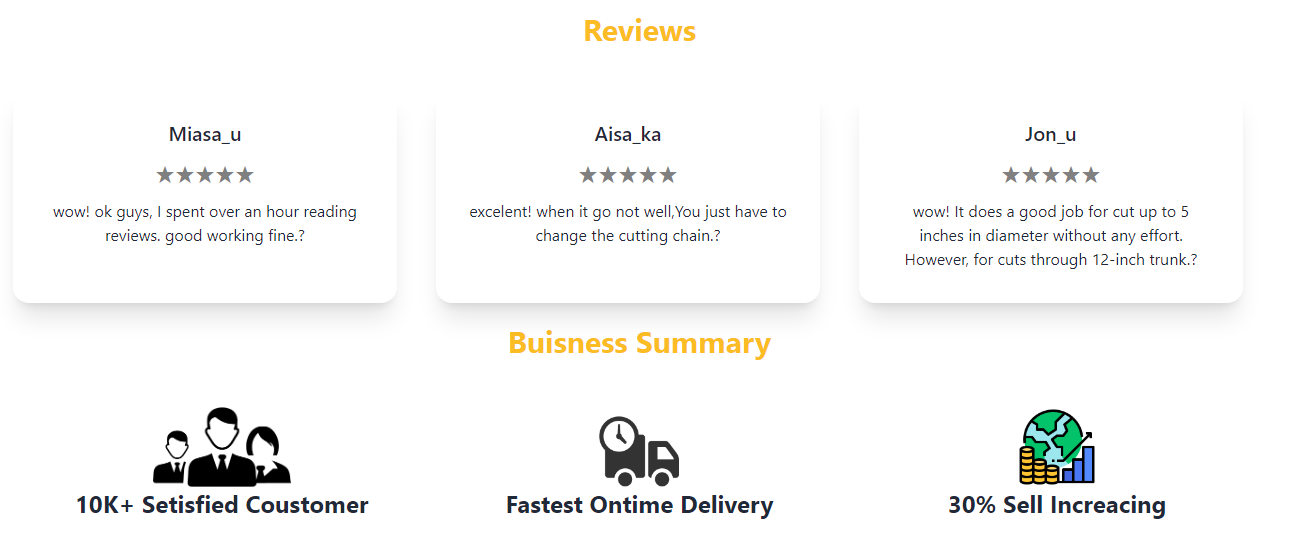 Reviews
Miasa_u
★★★★★
wow! ok guys, I spent over an hour reading
reviews. good working fine.?
Aisa_ka
★★★★★
excelent! when it go not well,You just have to
change the cutting chain.?
Jon_u
★★★★★
wow! It does a good job for cut up to 5
inches in diameter without any effort.
However, for cuts through 12-inch trunk.?
Buisness Summary
10K+ Setisfied Coustomer
Fastest Ontime Delivery
30% Sell Increacing